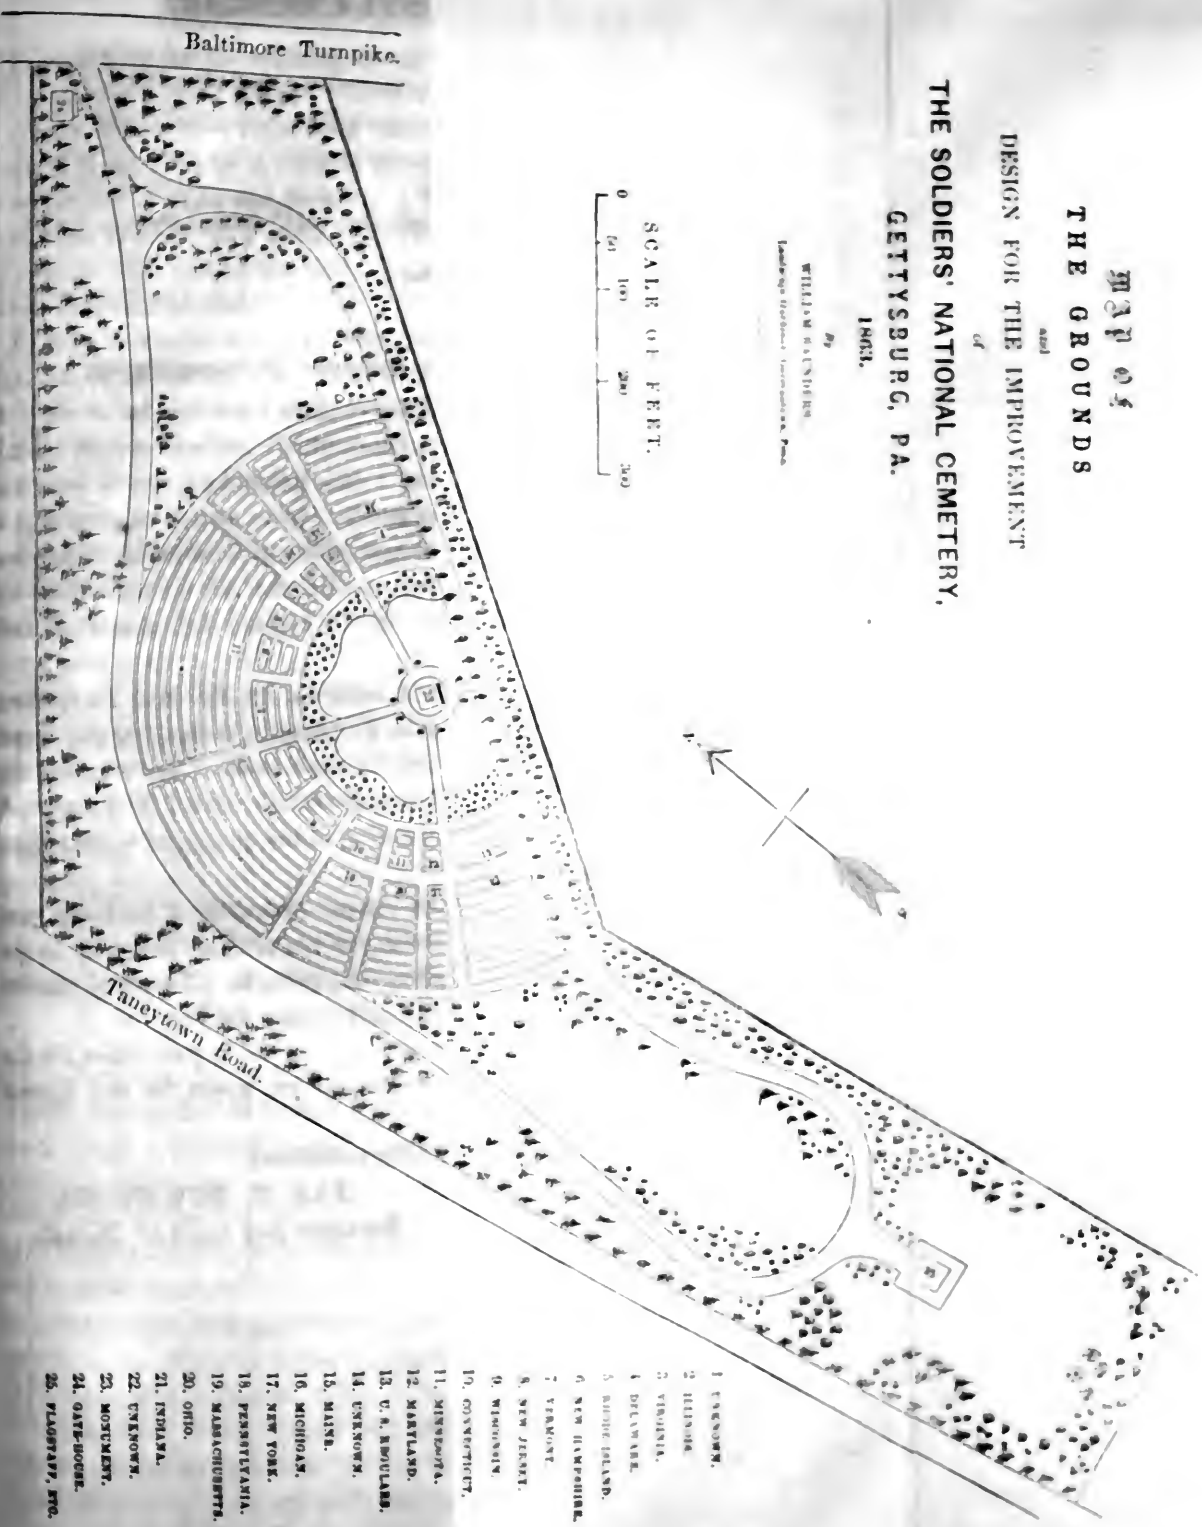 MAP OF
THE GROUNDS
and
DESIGN FOR THE IMPROVEMENT
of
THE SOLDIERS' NATIONAL CEMETERY,
GETTYSBURG, PA.
1863.
By
WILLIAM SAUNDERS,
SCALE OF FEET.
0 50 100 200 300
Baltimore Turnpike.
Taneytown Road.
1 UNKNOWN.
2 ILLINOIS.
3 VIRGINIA.
4 DELAWARE.
5 RHODE ISLAND.
6 NEW HAMPSHIRE.
7 VERMONT.
8. NEW JERSEY.
9. WISCONSIN.
10. CONNECTICUT.
11. MINNESOTA.
12. MARYLAND.
13. U. S. REGULARS.
14. UNKNOWN.
15. MAINE.
16. MICHIGAN.
17. NEW YORK.
18. PENNSYLVANIA.
19. MASSACHUSETTS.
20. OHIO.
21. INDIANA.
22. UNKNOWN.
23. MONUMENT.
24. GATE-HOUSE.
25. FLAGSTAFF, ETC.